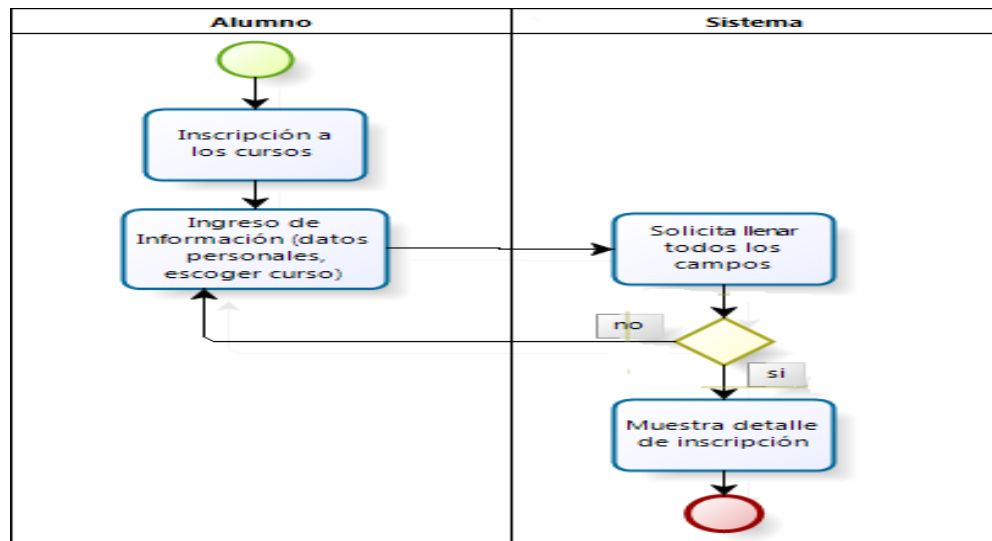 Alumno
Sistema
Inscripción a
los cursos
Ingreso de
Información (datos
personales,
escoger curso)
Solicita llenar
todos los
campos
no
si
Muestra detalle
de inscripción